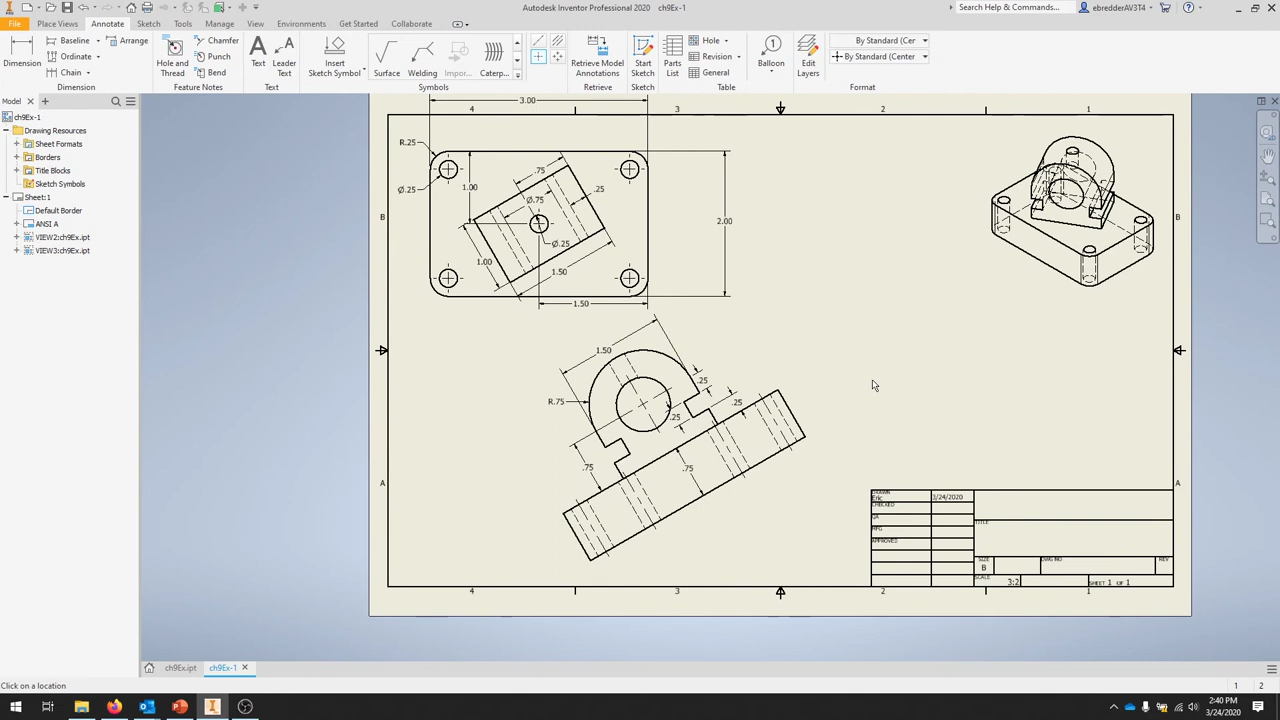 Autodesk Inventor Professional 2020 ch9Ex-1
Search Help & Commands...
ebredderAV3T4
File Place Views Annotate Sketch Tools Manage View Environments Get Started Collaborate
Dimension
Baseline
Ordinate
Chain
Arrange
Dimension
Hole and Thread
Chamfer
Punch
Bend
Feature Notes
Text
Leader Text
Text
Insert Sketch Symbol
Surface
Welding
Impor...
Caterp...
Symbols
Retrieve Model Annotations
Retrieve
Start Sketch
Sketch
Parts List
Hole
Revision
General
Table
Balloon
Edit Layers
By Standard (Cer
By Standard (Center
Format
Model
ch9Ex-1
Drawing Resources
Sheet Formats
Borders
Title Blocks
Sketch Symbols
Sheet:1
Default Border
ANSI A
VIEW2:ch9Ex.ipt
VIEW3:ch9Ex.ipt
3.00
4 3 2 1
R.25
Ø.25
1.00
.75
.25
Ø.75
Ø.25
1.00
1.50
1.50
2.00
B B
1.50
R.75
.25
.25
.25
.75
.75
A A
DRAWN
Erik
3/24/2020
CHECKED
QA
MFG
APPROVED
TITLE
SIZE
B
DWG NO
REV
SCALE
3:2
SHEET 1 OF 1
4 3 2 1
ch9Ex.ipt
ch9Ex-1
Click on a location
1 2
2:40 PM
3/24/2020